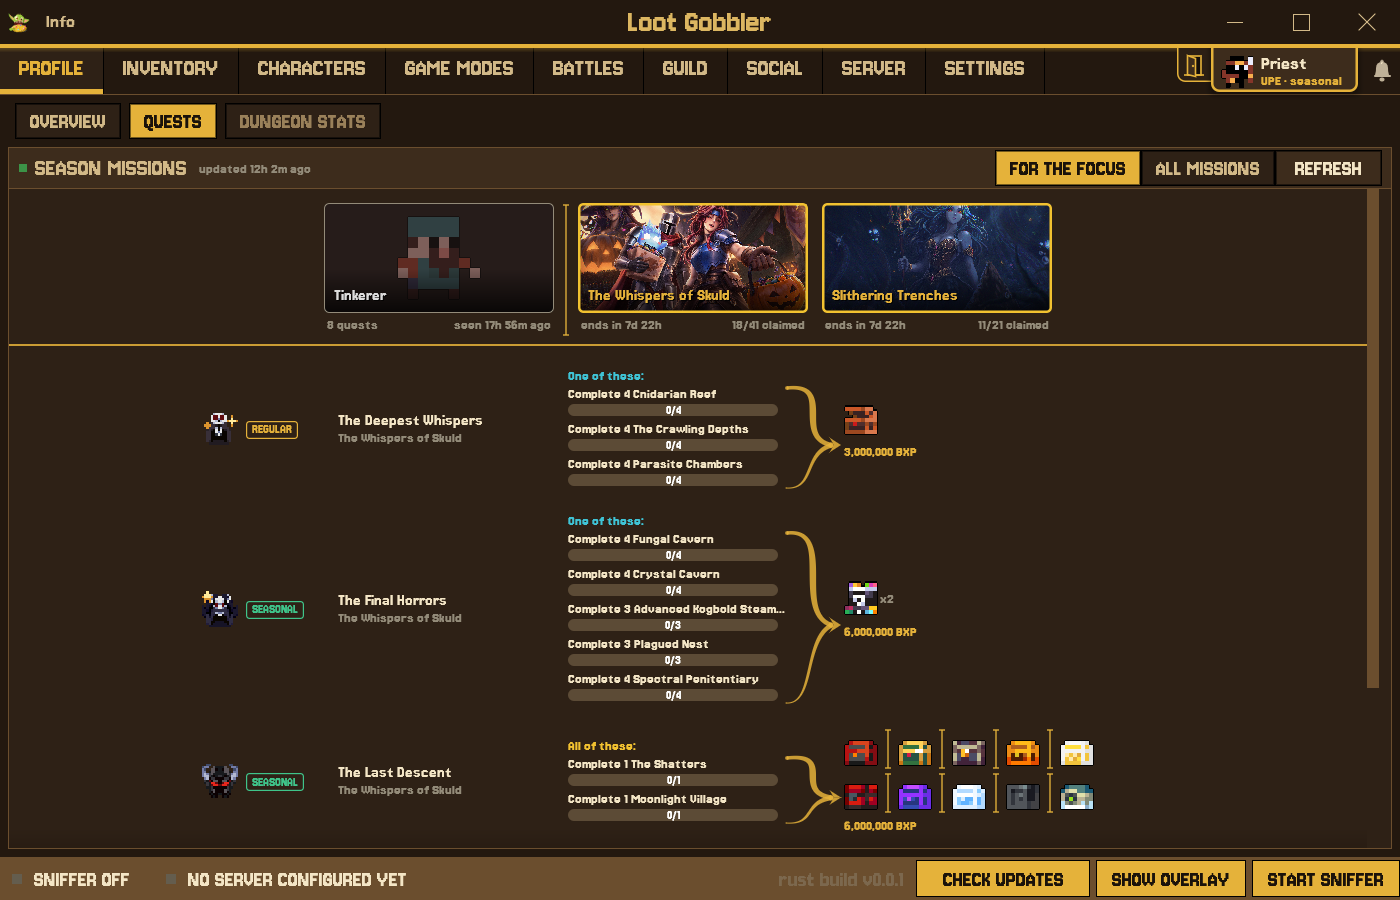 Info
Loot Gobbler
PROFILE
INVENTORY
CHARACTERS
GAME MODES
BATTLES
GUILD
SOCIAL
SERVER
SETTINGS
Priest
UPE · seasonal
OVERVIEW
QUESTS
DUNGEON STATS
SEASON MISSIONS
updated 12h 2m ago
FOR THE FOCUS
ALL MISSIONS
REFRESH
Tinkerer
8 quests
seen 17h 56m ago
The Whispers of Skuld
ends in 7d 22h
18/41 claimed
Slithering Trenches
ends in 7d 22h
11/21 claimed
REGULAR
The Deepest Whispers
The Whispers of Skuld
One of these:
Complete 4 Cnidarian Reef
0/4
Complete 4 The Crawling Depths
0/4
Complete 4 Parasite Chambers
0/4
3,000,000 BXP
SEASONAL
The Final Horrors
The Whispers of Skuld
One of these:
Complete 4 Fungal Cavern
0/4
Complete 4 Crystal Cavern
0/4
Complete 3 Advanced Kogbold Steam...
0/3
Complete 3 Plagued Nest
0/3
Complete 4 Spectral Penitentiary
0/4
x2
6,000,000 BXP
SEASONAL
The Last Descent
The Whispers of Skuld
All of these:
Complete 1 The Shatters
0/1
Complete 1 Moonlight Village
0/1
6,000,000 BXP
SNIFFER OFF
NO SERVER CONFIGURED YET
rust build v0.0.1
CHECK UPDATES
SHOW OVERLAY
START SNIFFER